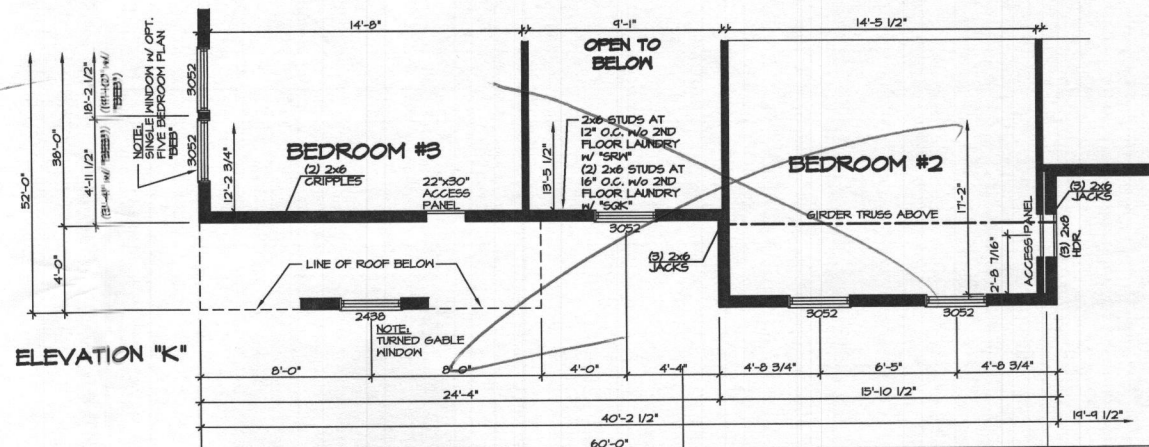 14'-8"
9'-1"
14'-5 1/2"
OPEN TO
BELOW
52'-0"
38'-0"
18'-2 1/2"
4'-11 1/2"
4'-0"
NOTE:
SINGLE WINDOW W/ OPT.
FIVE BEDROOM PLAN
"BEB"
3052
3052
12'-2 3/4"
BEDROOM #3
(2) 2x6
CRIPPLES
22"x30"
ACCESS
PANEL
13'-5 1/2"
2x6 STUDS AT
12" O.C. W/o 2ND
FLOOR LAUNDRY
W/ "SRW"
(2) 2x6 STUDS AT
16" O.C. W/o 2ND
FLOOR LAUNDRY
W/ "SGK"
3052
BEDROOM #2
17'-2"
GIRDER TRUSS ABOVE
2'-8 7/16"
ACCESS PANEL
(3) 2x6
JACKS
(3) 2x8
HDR.
(3) 2x6
JACKS
LINE OF ROOF BELOW
2438
NOTE:
TURNED GABLE
WINDOW
3052
3052
ELEVATION "K"
8'-0"
8'-0"
4'-0"
4'-4"
4'-8 3/4"
6'-5"
4'-8 3/4"
24'-4"
15'-10 1/2"
40'-2 1/2"
19'-9 1/2"
60'-0"